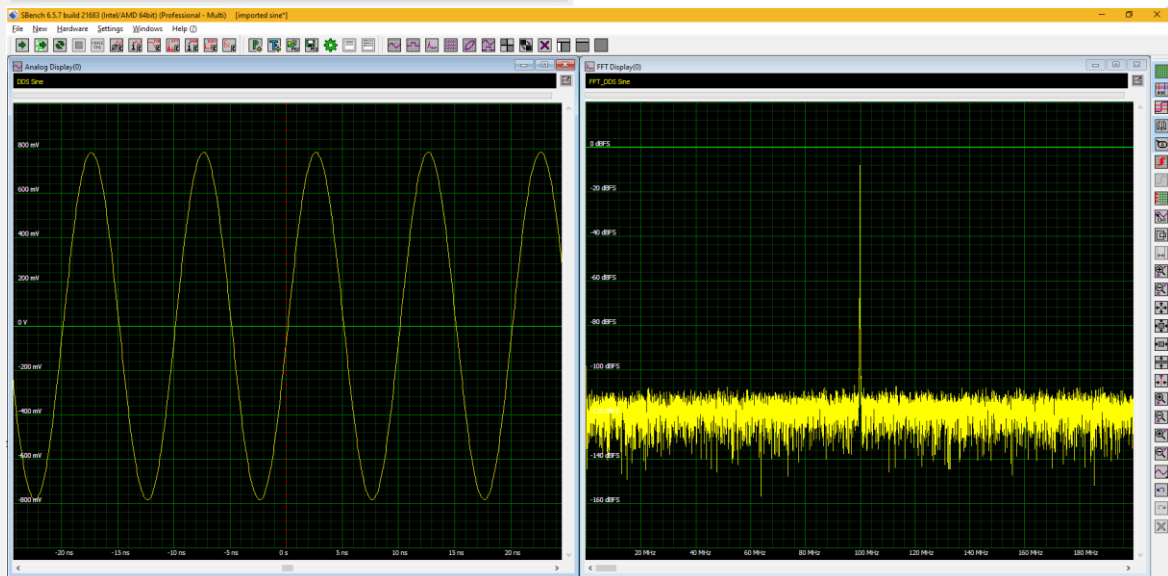 SBench 6.5.7 build 21683 (Intel/AMD 64bit) (Professional - Multi) [imported sine*]
File New Hardware Settings Windows Help (?)
Analog Display(0)
DDS Sine
800 mV
600 mV
400 mV
200 mV
0 V
-200 mV
-400 mV
-600 mV
-800 mV
-20 ns -15 ns -10 ns -5 ns 0 s 5 ns 10 ns 15 ns 20 ns
FFT Display(0)
FFT_DDS Sine
0 dBFS
-20 dBFS
-40 dBFS
-60 dBFS
-80 dBFS
-100 dBFS
-140 dBFS
-160 dBFS
20 MHz 40 MHz 60 MHz 80 MHz 100 MHz 120 MHz 140 MHz 160 MHz 180 MHz